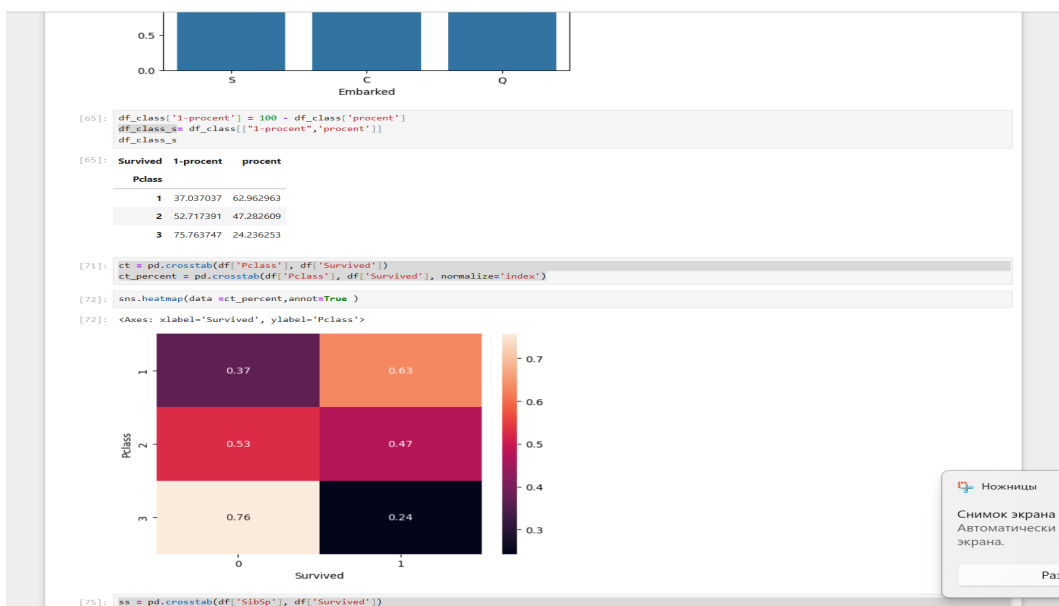 0.5
0.0
S C Q
Embarked
[65]: df_class['1-procent'] = 100 - df_class['procent']
df_class_s= df_class[["1-procent",'procent']]
df_class_s
[65]: Survived 1-procent procent
Pclass
1 37.037037 62.962963
2 52.717391 47.282609
3 75.763747 24.236253
[71]: ct = pd.crosstab(df['Pclass'], df['Survived'])
ct_percent = pd.crosstab(df['Pclass'], df['Survived'], normalize='index')
[72]: sns.heatmap(data =ct_percent,annot=True )
[72]: <Axes: xlabel='Survived', ylabel='Pclass'>
0.7
1 0.37 0.63
0.6
Pclass
2 0.53 0.47 0.5
0.4
3 0.76 0.24
0.3
0 1
Survived
Ножницы
Снимок экрана
Автоматически
экрана.
Раз
[75]: ss = pd.crosstab(df['SibSp'], df['Survived'])